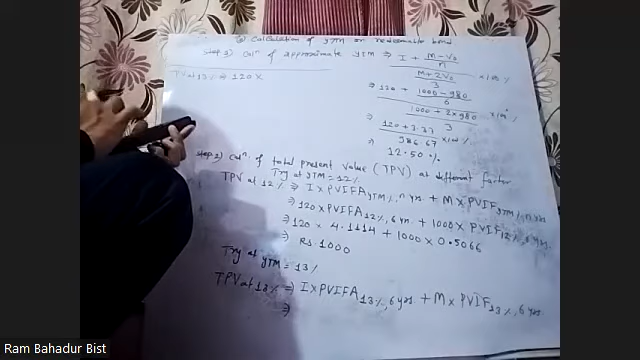 Calculation of YTM on redeemable bond
Step 1) Calⁿ. of approximate YTM ⇒ I + M-V₀ / n
M+2V₀ / 3 ×100%
TPV at 13% ⇒ 120 ×
⇒ 120 + 1000-980 / 6
1000 + 2×980 / 3 ×100%
⇒ 120+3.33
986.67 ×100%
⇒ 12.50 %.
Step 2) Calⁿ. of total present value (TPV) at different factor
Try at YTM = 12%
TPV at 12% ⇒ I×PVIFA YTM%, n yrs. + M×PVIF YTM%, n yrs.
⇒ 120×PVIFA 12%, 6 yrs. + 1000×PVIF 12%, 6 yrs.
⇒ 120 × 4.1114 + 1000 × 0.5066
⇒ Rs. 1000
Try at YTM = 13%
TPV at 13% ⇒ I×PVIFA 13%, 6 yrs. + M×PVIF 13%, 6 yrs.
⇒
Ram Bahadur Bist